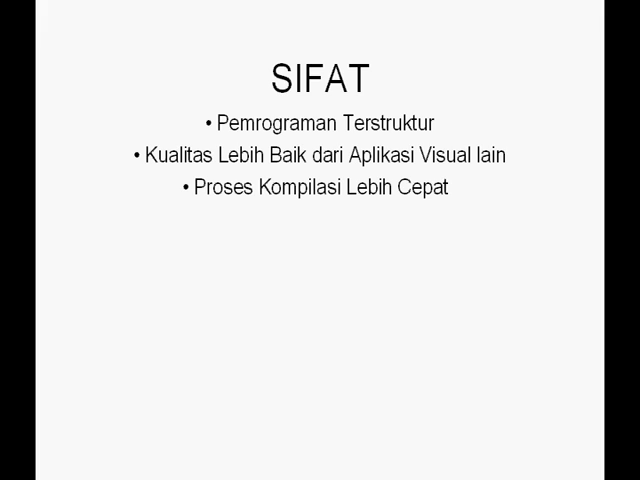 SIFAT
• Pemrograman Terstruktur
• Kualitas Lebih Baik dari Aplikasi Visual lain
• Proses Kompilasi Lebih Cepat